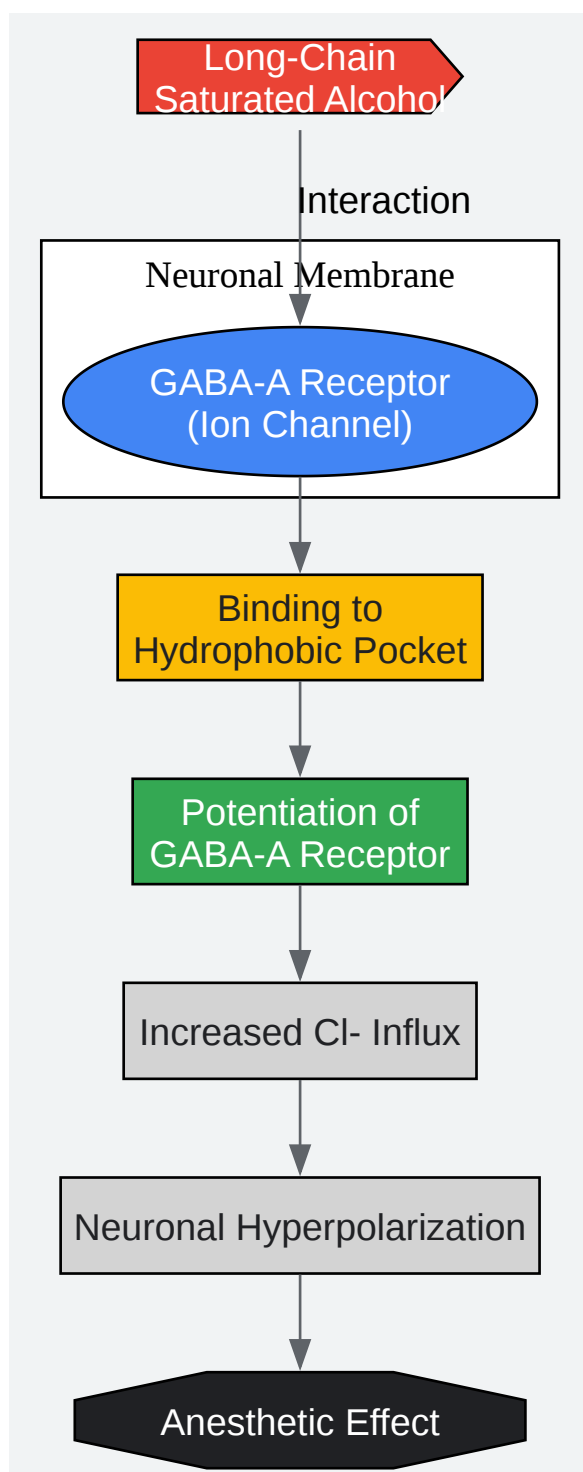 Long-Chain
Saturated Alcohol
Interaction
Neuronal Membrane
GABA-A Receptor
(Ion Channel)
Binding to
Hydrophobic Pocket
Potentiation of
GABA-A Receptor
Increased Cl- Influx
Neuronal Hyperpolarization
Anesthetic Effect